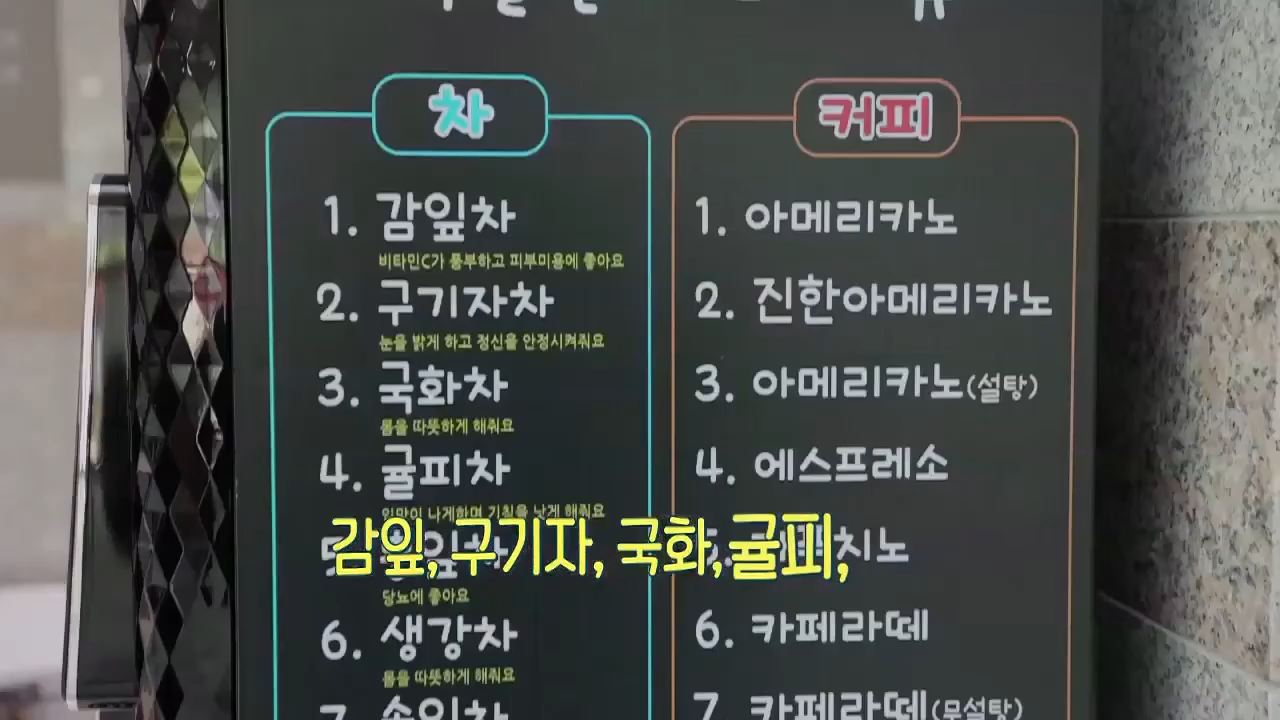 차
1. 감잎차
비타민C가 풍부하고 피부미용에 좋아요
2. 구기자차
눈을 밝게 하고 정신을 안정시켜줘요
3. 국화차
몸을 따뜻하게 해줘요
4. 귤피차
입맛이 나게하며 기침을 낫게 해줘요
5.
당뇨에 좋아요
6. 생강차
몸을 따뜻하게 해줘요
7. 솔잎차
커피
1. 아메리카노
2. 진한아메리카노
3. 아메리카노(설탕)
4. 에스프레소
치노
6. 카페라떼
7. 카페라떼(무설탕)
감잎, 구기자, 국화, 귤피,